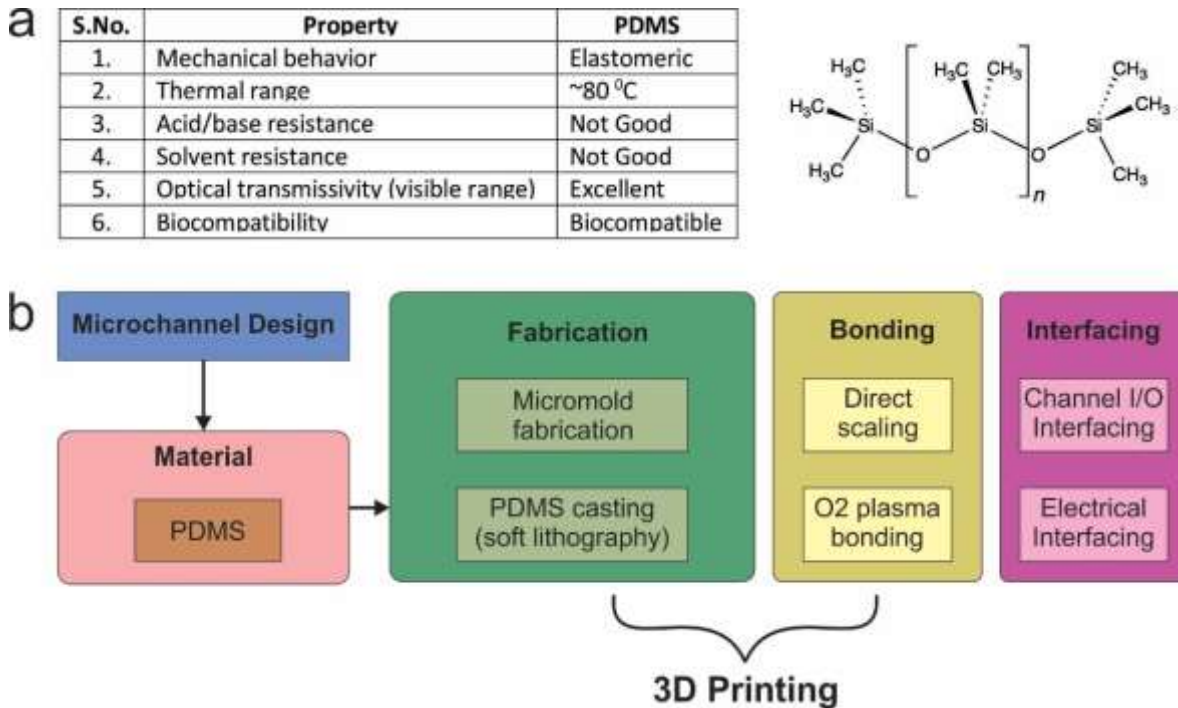 a
S.No. Property PDMS
1. Mechanical behavior Elastomeric
2. Thermal range ~80 ⁰C
3. Acid/base resistance Not Good
4. Solvent resistance Not Good
5. Optical transmissivity (visible range) Excellent
6. Biocompatibility Biocompatible
H₃C
H₃C
H₃C
Si
O
H₃C
CH₃
Si
n
O
Si
CH₃
CH₃
CH₃
b
Microchannel Design
Material
PDMS
Fabrication
Micromold
fabrication
PDMS casting
(soft lithography)
Bonding
Direct
scaling
O2 plasma
bonding
Interfacing
Channel I/O
Interfacing
Electrical
Interfacing
3D Printing